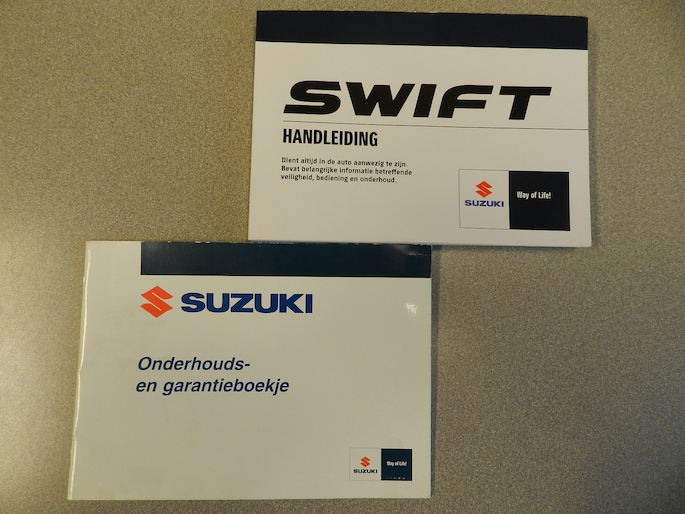 SWIFT
HANDLEIDING
Dient altijd in de auto aanwezig te zijn.
Bevat belangrijke informatie betreffende
veiligheid, bediening en onderhoud.
SUZUKI
Way of Life!
SUZUKI
Onderhouds-
en garantieboekje
SUZUKI
Way of Life!